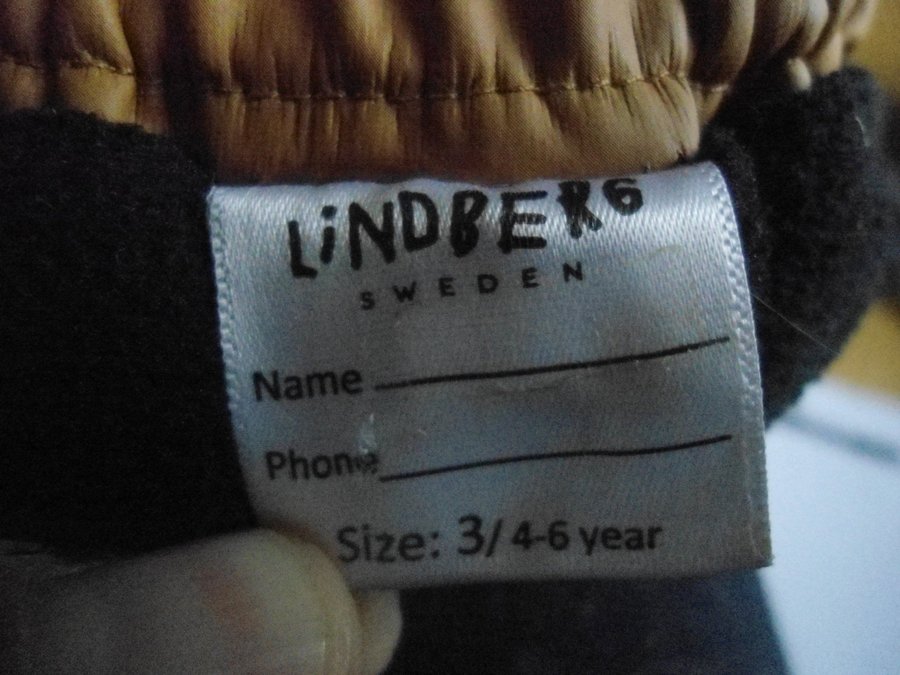 LiNDBERG
SWEDEN
Name
Phone
Size: 3/ 4-6 year